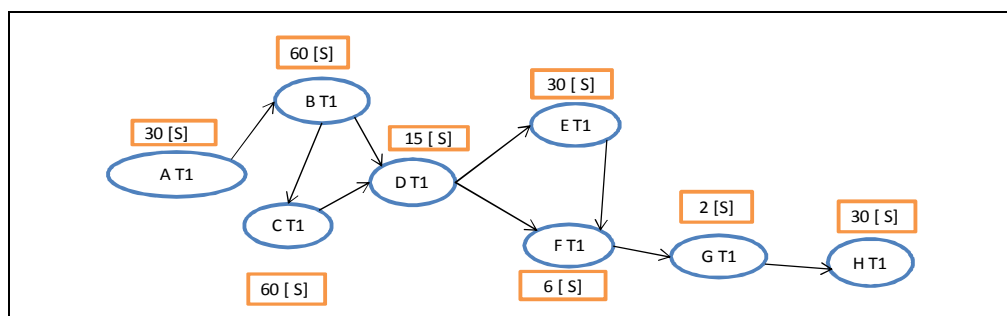 60 [S]
B T1
30 [S]
A T1
C T1
60 [ S]
15 [ S]
D T1
30 [ S]
E T1
F T1
6 [ S]
2 [S]
G T1
30 [ S]
H T1